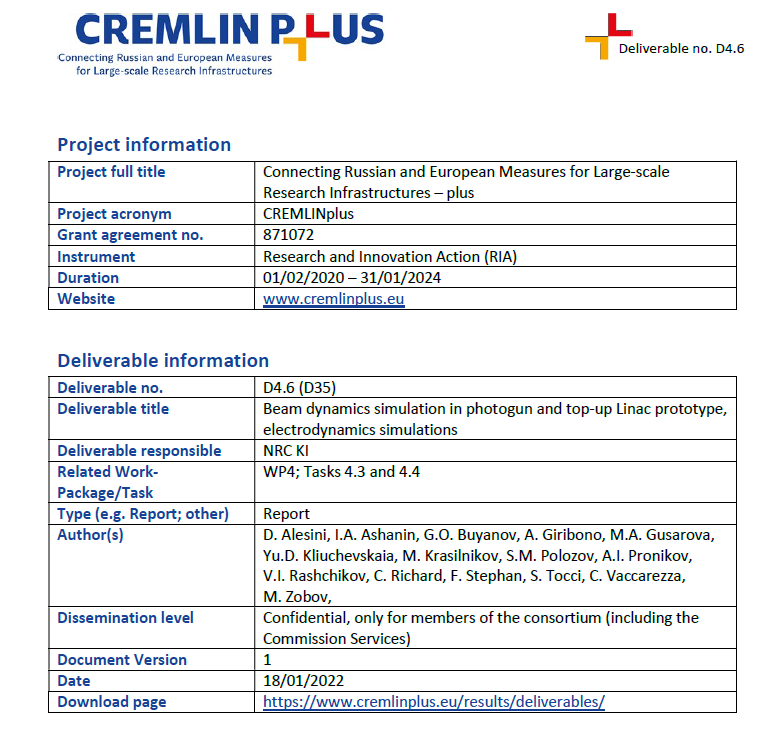 CREMLIN PLUS
Connecting Russian and European Measures
for Large-scale Research Infrastructures
Deliverable no. D4.6
Project information
Project full title Connecting Russian and European Measures for Large-scale
Research Infrastructures – plus
Project acronym CREMLINplus
Grant agreement no. 871072
Instrument Research and Innovation Action (RIA)
Duration 01/02/2020 – 31/01/2024
Website www.cremlinplus.eu
Deliverable information
Deliverable no. D4.6 (D35)
Deliverable title Beam dynamics simulation in photogun and top-up Linac prototype,
electrodynamics simulations
Deliverable responsible NRC KI
Related Work- WP4; Tasks 4.3 and 4.4
Package/Task
Type (e.g. Report; other) Report
Author(s) D. Alesini, I.A. Ashanin, G.O. Buyanov, A. Giribono, M.A. Gusarova,
Yu.D. Kliuchevskaia, M. Krasilnikov, S.M. Polozov, A.I. Pronikov,
V.I. Rashchikov, C. Richard, F. Stephan, S. Tocci, C. Vaccarezza,
M. Zobov,
Dissemination level Confidential, only for members of the consortium (including the
Commission Services)
Document Version 1
Date 18/01/2022
Download page https://www.cremlinplus.eu/results/deliverables/